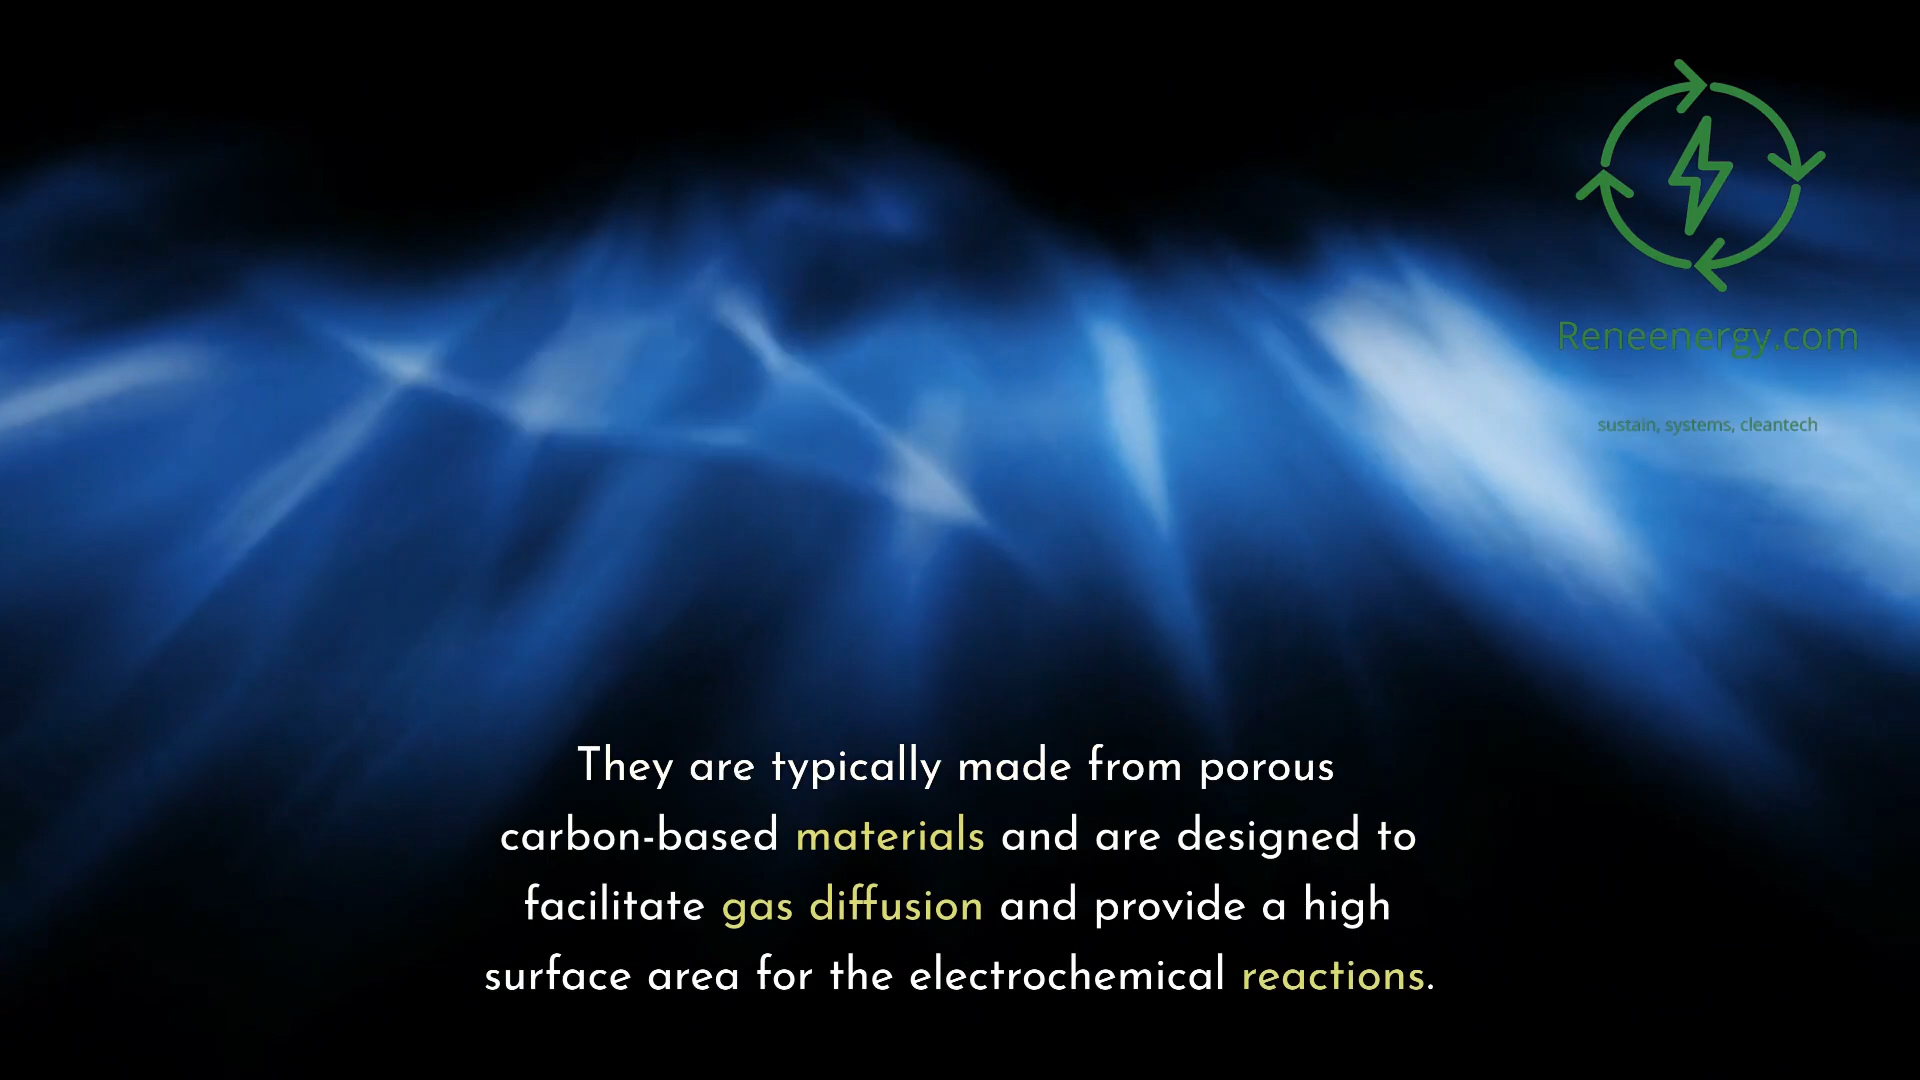 Reneenergy.com
sustain, systems, cleantech
They are typically made from porous
carbon-based materials and are designed to
facilitate gas diffusion and provide a high
surface area for the electrochemical reactions.